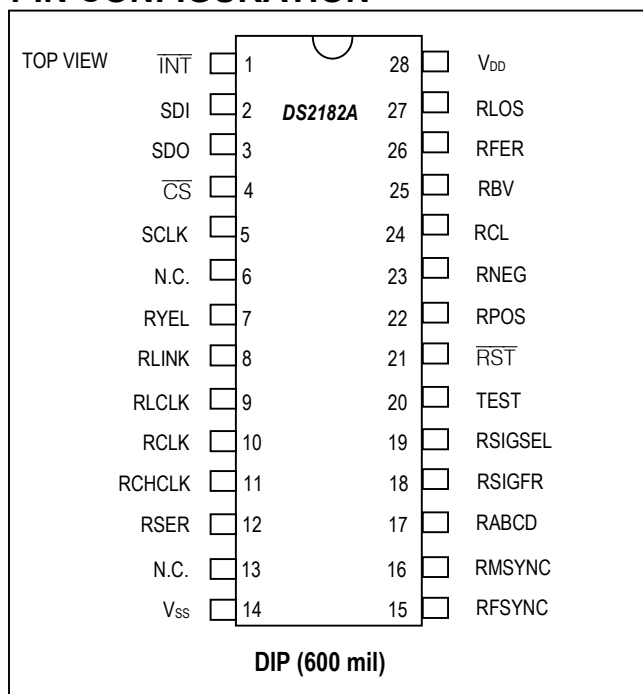 PIN CONFIGURATION
TOP VIEW
INT 1 28 VDD
SDI 2 DS2182A 27 RLOS
SDO 3 26 RFER
CS 4 25 RBV
SCLK 5 24 RCL
N.C. 6 23 RNEG
RYEL 7 22 RPOS
RLINK 8 21 RST
RLCLK 9 20 TEST
RCLK 10 19 RSIGSEL
RCHCLK 11 18 RSIGFR
RSER 12 17 RABCD
N.C. 13 16 RMSYNC
VSS 14 15 RFSYNC
DIP (600 mil)